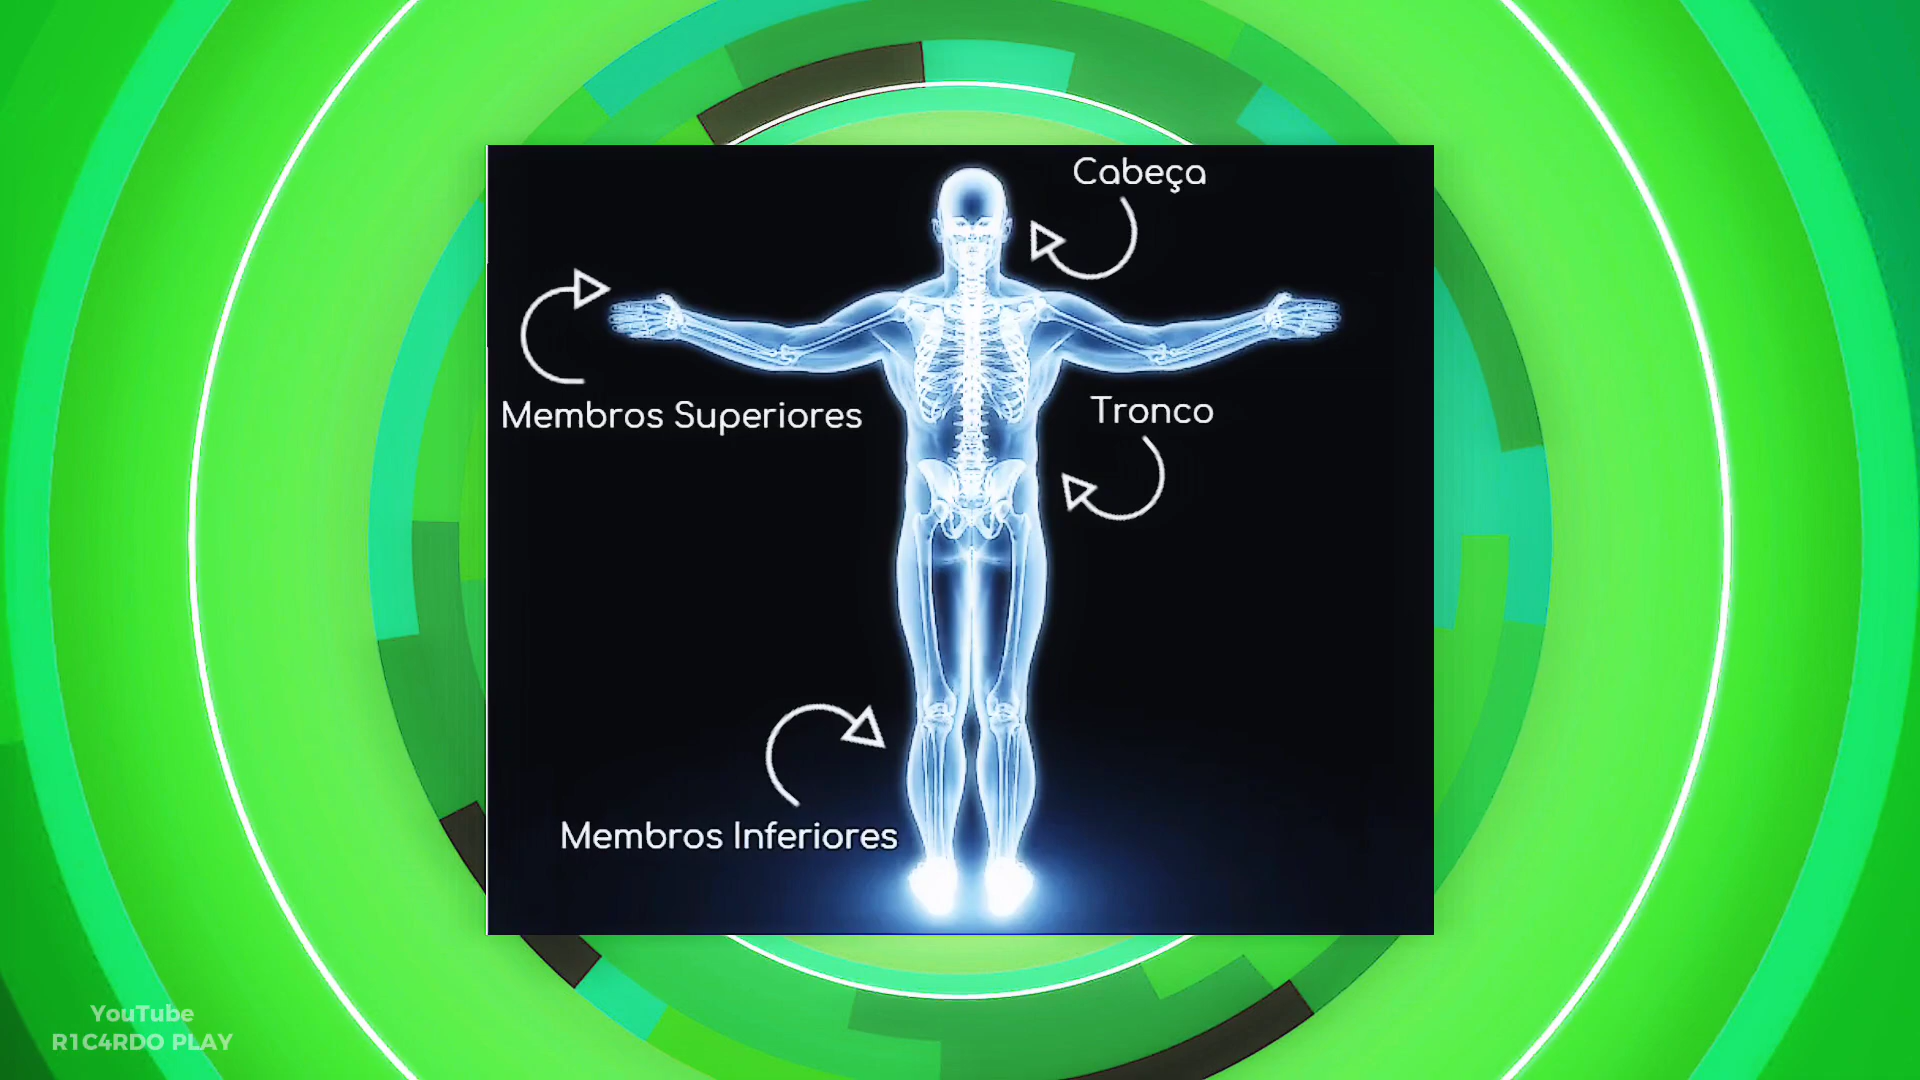 Cabeça
Membros Superiores
Tronco
Membros Inferiores
YouTube
R1C4RDO PLAY